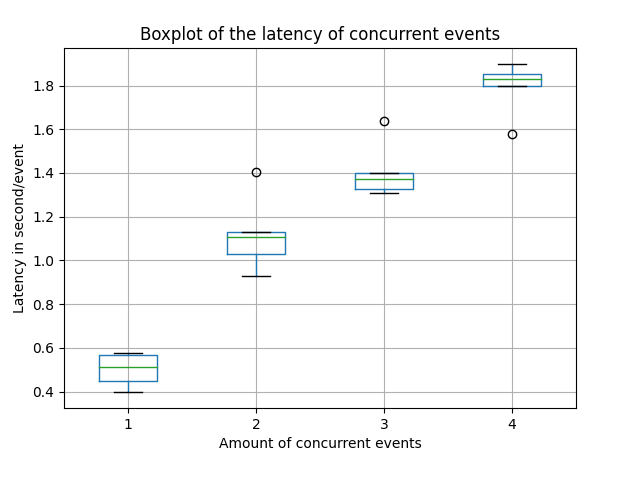 Boxplot of the latency of concurrent events
Latency in second/event
1.8
1.6
1.4
1.2
1.0
0.8
0.6
0.4
1 2 3 4
Amount of concurrent events